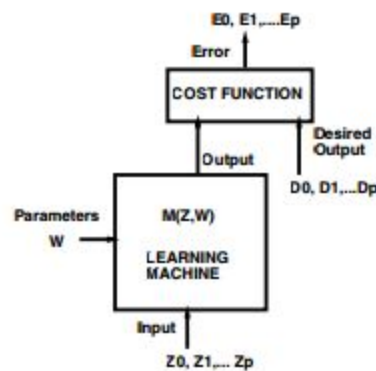 E0, E1,....Ep
Error
COST FUNCTION
Output
Desired
Output
D0, D1,...Dp
Parameters
W
M(Z,W)
LEARNING
MACHINE
Input
Z0, Z1,... Zp